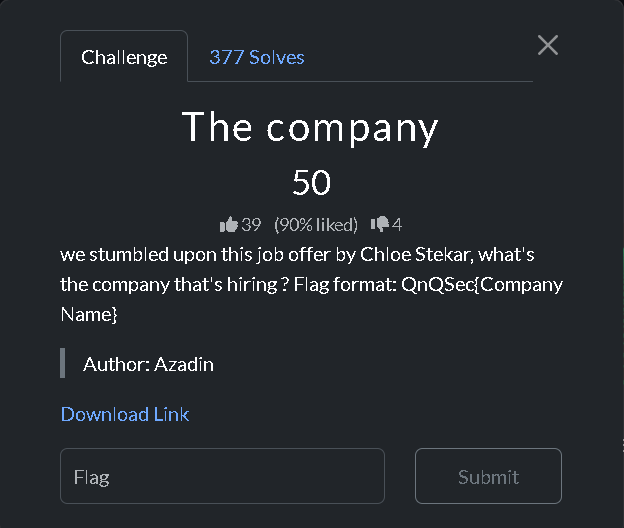 Challenge
377 Solves
The company
50
39 (90% liked) 4
we stumbled upon this job offer by Chloe Stekar, what's
the company that's hiring ? Flag format: QnQSec{Company
Name}
Author: Azadin
Download Link
Flag
Submit